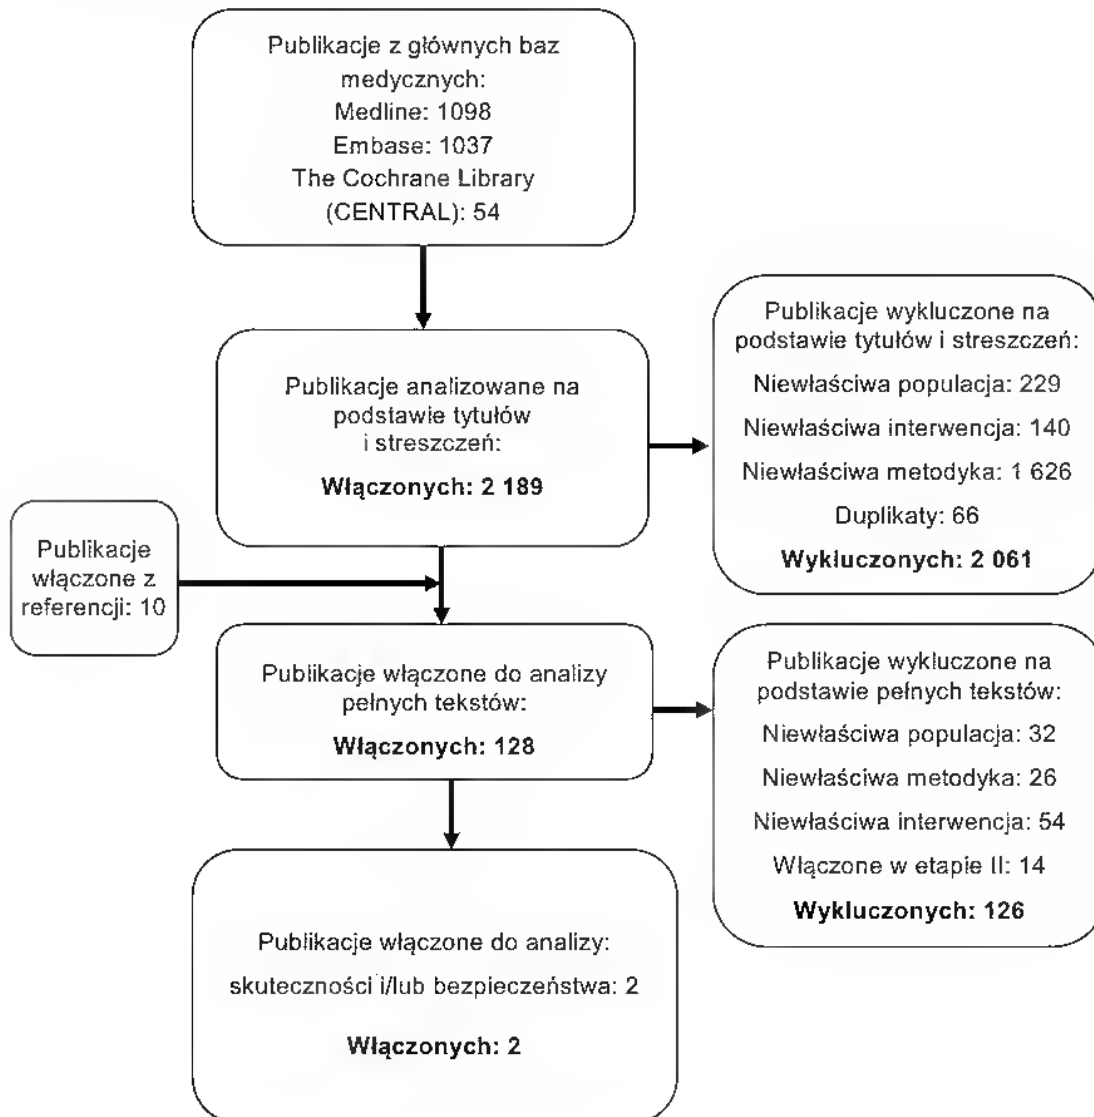 Publikacje z głównych baz
medycznych:
Medline: 1098
Embase: 1037
The Cochrane Library
(CENTRAL): 54
Publikacje analizowane na
podstawie tytułów
i streszczeń:
Włączonych: 2 189
Publikacje wykluczone na
podstawie tytułów i streszczeń:
Niewłaściwa populacja: 229
Niewłaściwa interwencja: 140
Niewłaściwa metodyka: 1 626
Duplikaty: 66
Wykluczonych: 2 061
Publikacje
włączone z
referencji: 10
Publikacje włączone do analizy
pełnych tekstów:
Włączonych: 128
Publikacje wykluczone na
podstawie pełnych tekstów:
Niewłaściwa populacja: 32
Niewłaściwa metodyka: 26
Niewłaściwa interwencja: 54
Włączone w etapie II: 14
Wykluczonych: 126
Publikacje włączone do analizy:
skuteczności i/lub bezpieczeństwa: 2
Włączonych: 2